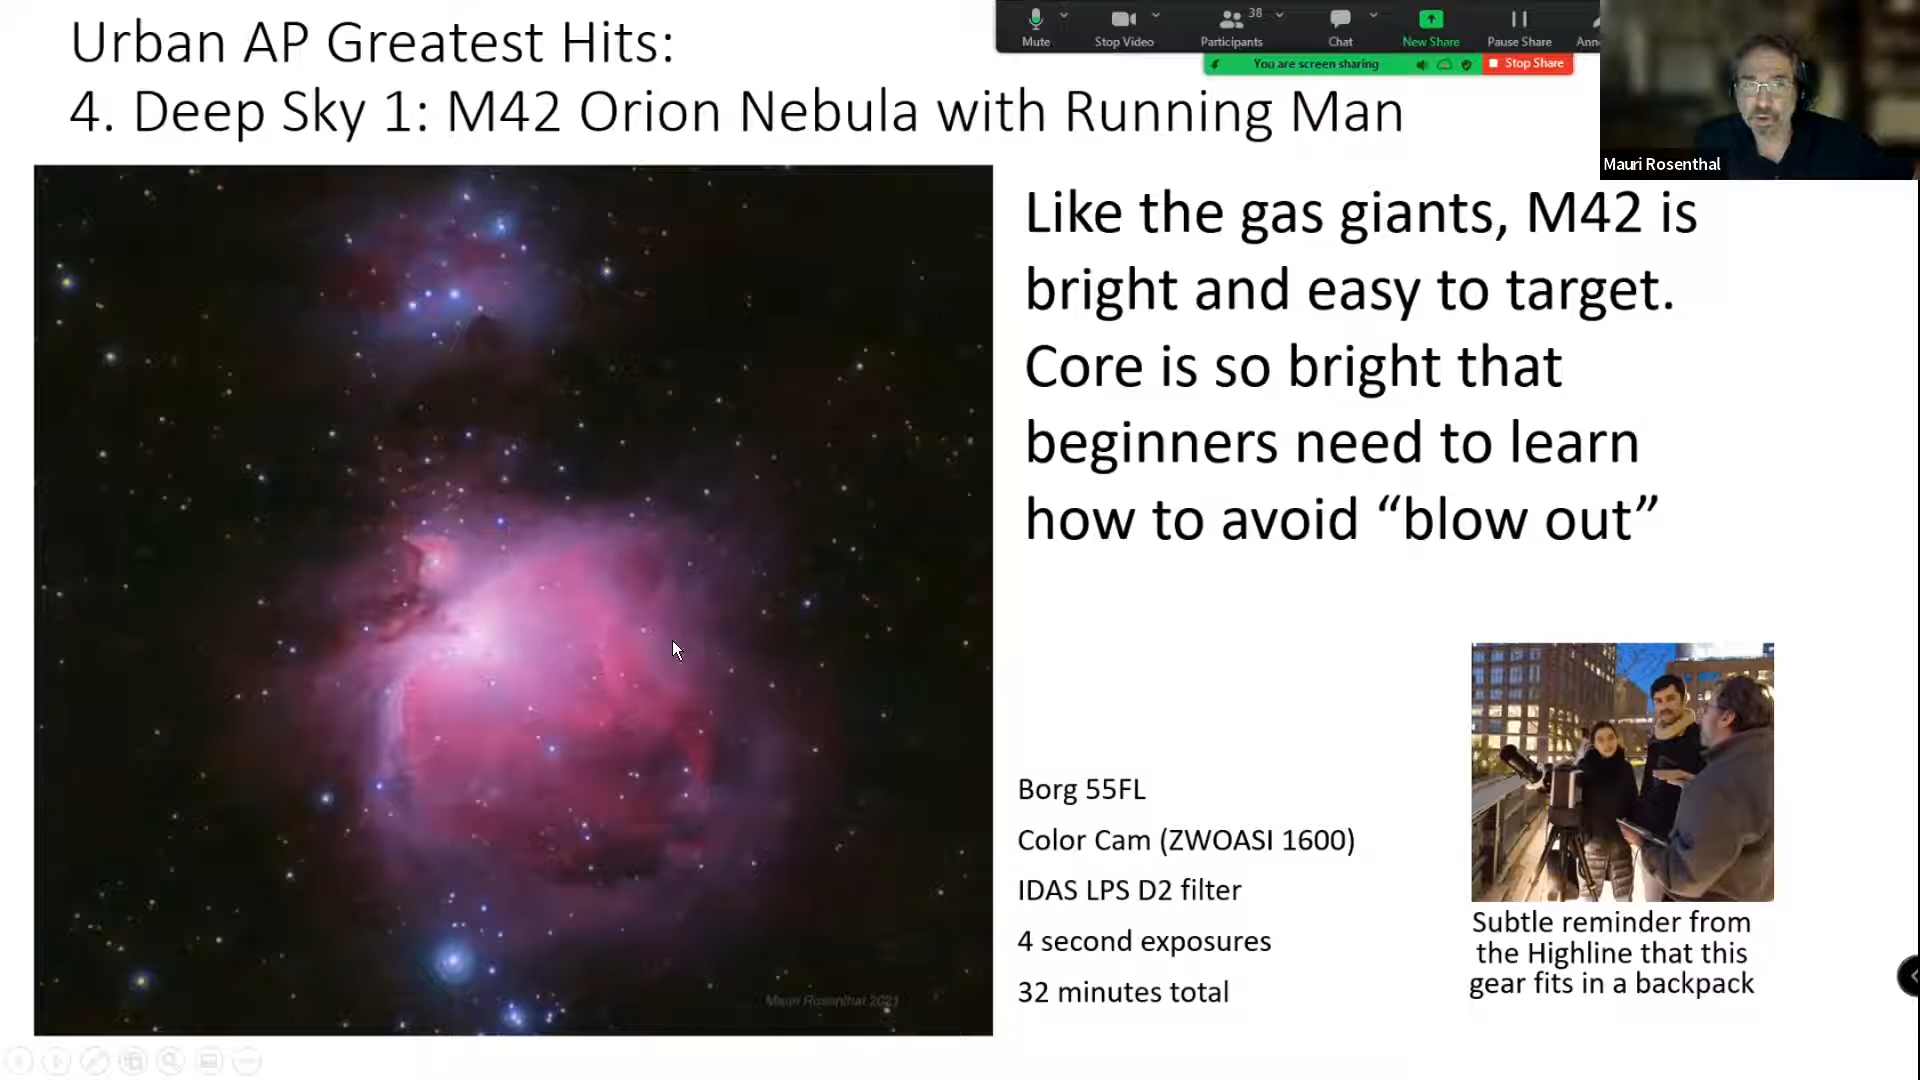 Urban AP Greatest Hits:
4. Deep Sky 1: M42 Orion Nebula with Running Man
38
Mute
Stop Video
Participants
Chat
New Share
Pause Share
Ann
You are screen sharing
Stop Share
Mauri Rosenthal
Like the gas giants, M42 is
bright and easy to target.
Core is so bright that
beginners need to learn
how to avoid “blow out”
Borg 55FL
Color Cam (ZWOASI 1600)
IDAS LPS D2 filter
4 second exposures
32 minutes total
Subtle reminder from
the Highline that this
gear fits in a backpack
Mauri Rosenthal 2021